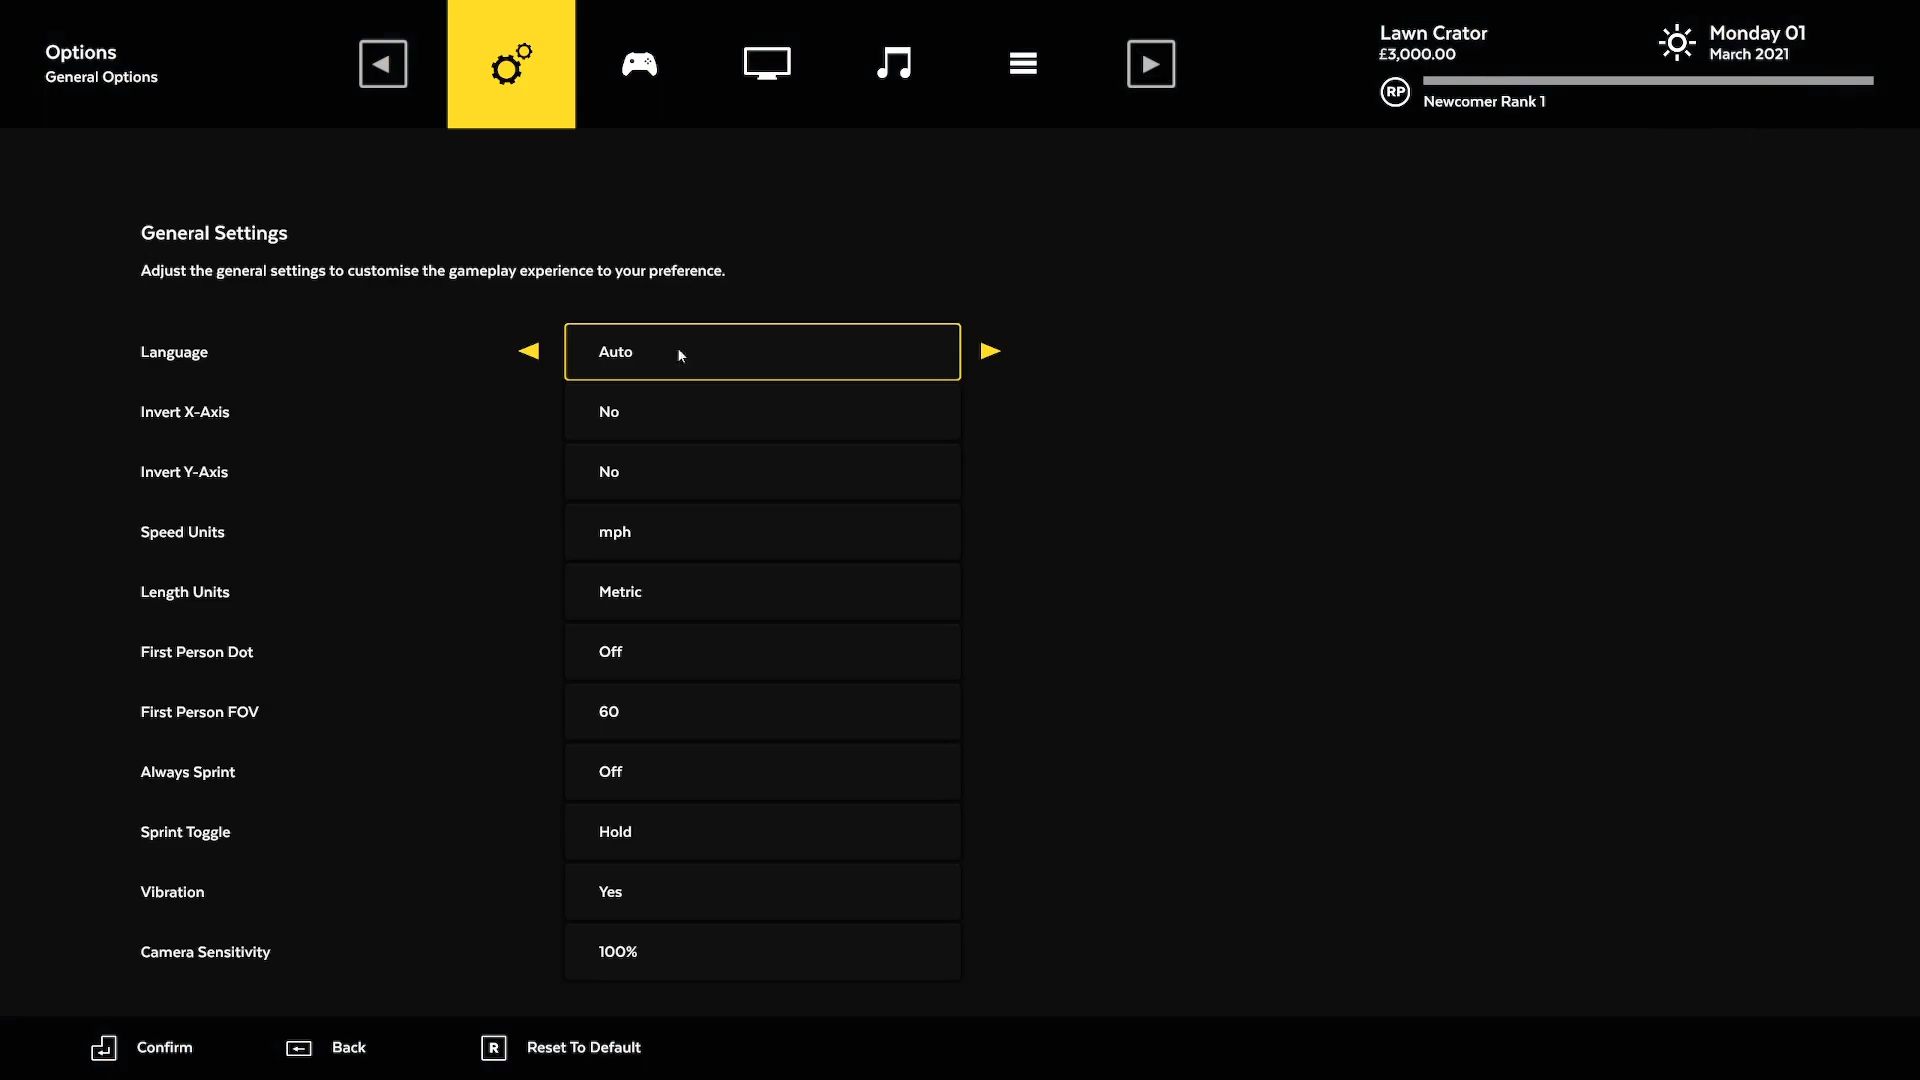 Options
General Options
Lawn Crator
£3,000.00
Monday 01
March 2021
RP
Newcomer Rank 1
General Settings
Adjust the general settings to customise the gameplay experience to your preference.
Language Auto
Invert X-Axis No
Invert Y-Axis No
Speed Units mph
Length Units Metric
First Person Dot Off
First Person FOV 60
Always Sprint Off
Sprint Toggle Hold
Vibration Yes
Camera Sensitivity 100%
Confirm Back R Reset To Default